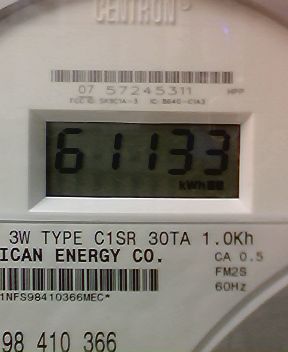 CENTRON®
07 57245311 HPP
FCC ID SK9C1A-3 IC: 864G-C1A3
61133
kWh
3W TYPE C1SR 30TA 1.0Kh
ICAN ENERGY CO. CA 0.5
FM2S
60Hz
1NFS98410366MEC*
98 410 366